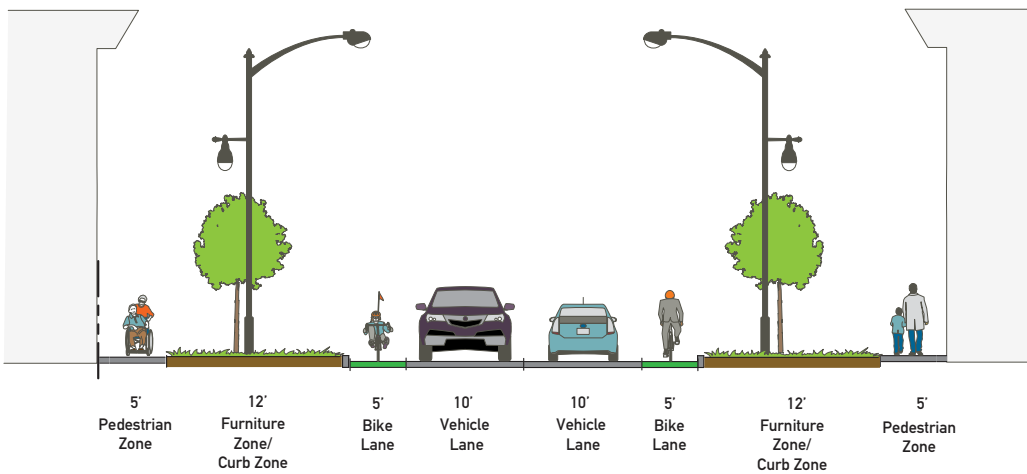 5′
Pedestrian
Zone
12′
Furniture
Zone/
Curb Zone
5′
Bike
Lane
10′
Vehicle
Lane
10′
Vehicle
Lane
5′
Bike
Lane
12′
Furniture
Zone/
Curb Zone
5′
Pedestrian
Zone